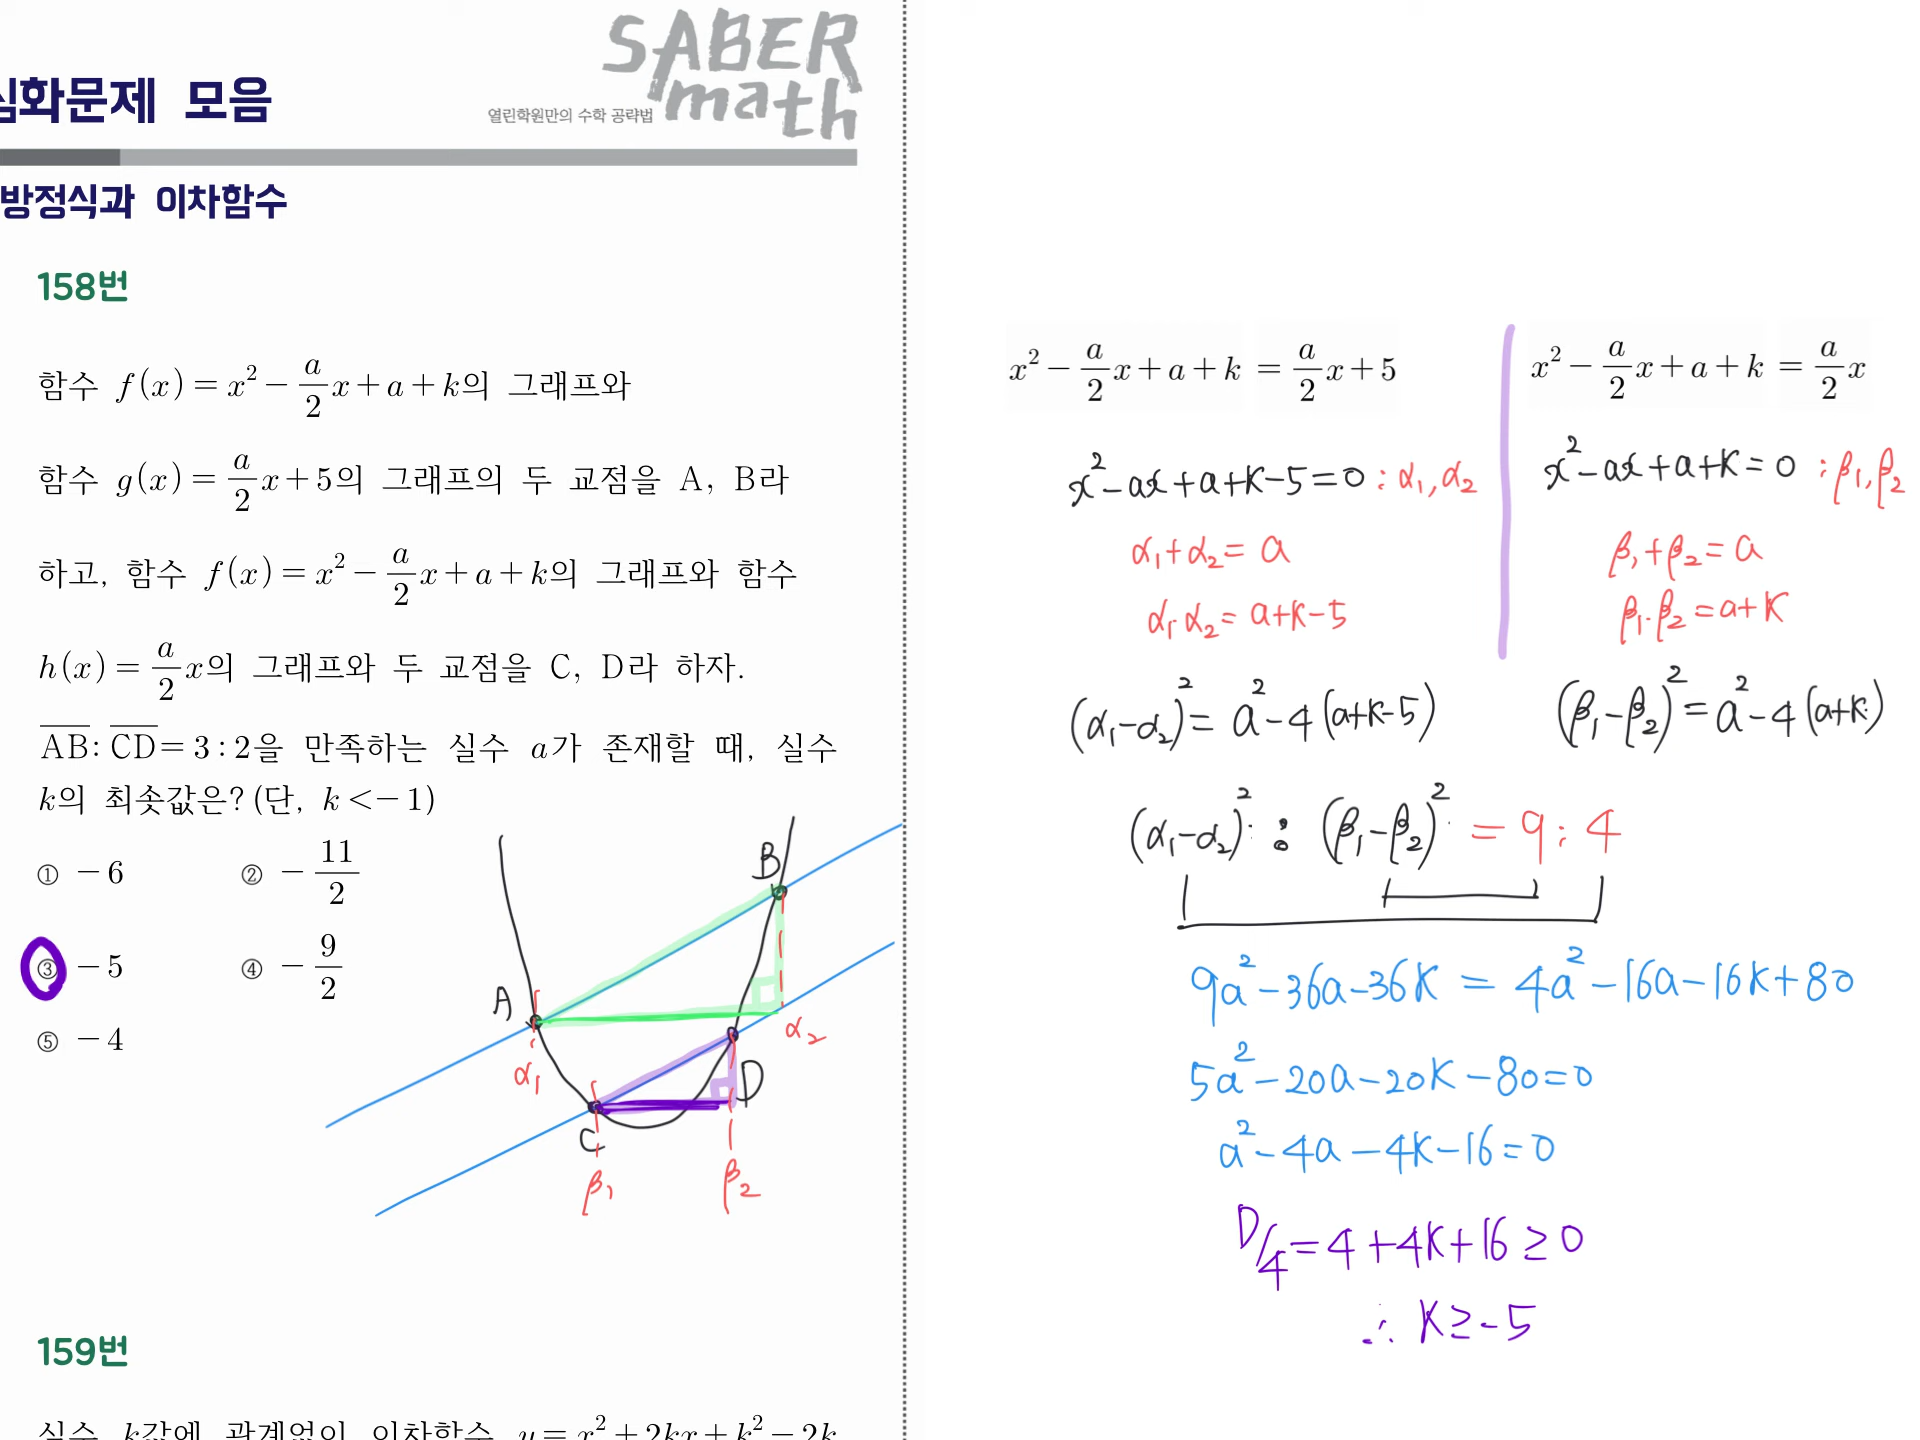 SABER
math
심화문제 모음
열린학원만의 수학 공략법
방정식과 이차함수
158번
함수 f(x) = x² − a/2 x + a + k의 그래프와
함수 g(x) = a/2 x + 5의 그래프의 두 교점을 A, B라
하고, 함수 f(x) = x² − a/2 x + a + k의 그래프와 함수
h(x) = a/2 x의 그래프와 두 교점을 C, D라 하자.
AB : CD = 3 : 2을 만족하는 실수 a가 존재할 때, 실수
k의 최솟값은? (단, k < −1)
① −6 ② −11/2
③ −5 ④ −9/2
⑤ −4
A
B
C
D
α₁
α₂
β₁
β₂
159번
실수 k값에 관계없이 이차함수 y = x² + 2kx + k² − 2k
x² − a/2 x + a + k = a/2 x + 5
x² − ax + a + k − 5 = 0 : α₁, α₂
α₁ + α₂ = a
α₁·α₂ = a + k − 5
(α₁ − α₂)² = a² − 4(a + k − 5)
x² − a/2 x + a + k = a/2 x
x² − ax + a + k = 0 : β₁, β₂
β₁ + β₂ = a
β₁·β₂ = a + k
(β₁ − β₂)² = a² − 4(a + k)
(α₁ − α₂)² : (β₁ − β₂)² = 9 : 4
9a² − 36a − 36k = 4a² − 16a − 16k + 80
5a² − 20a − 20k − 80 = 0
a² − 4a − 4k − 16 = 0
D/4 = 4 + 4k + 16 ≥ 0
∴ k ≥ −5